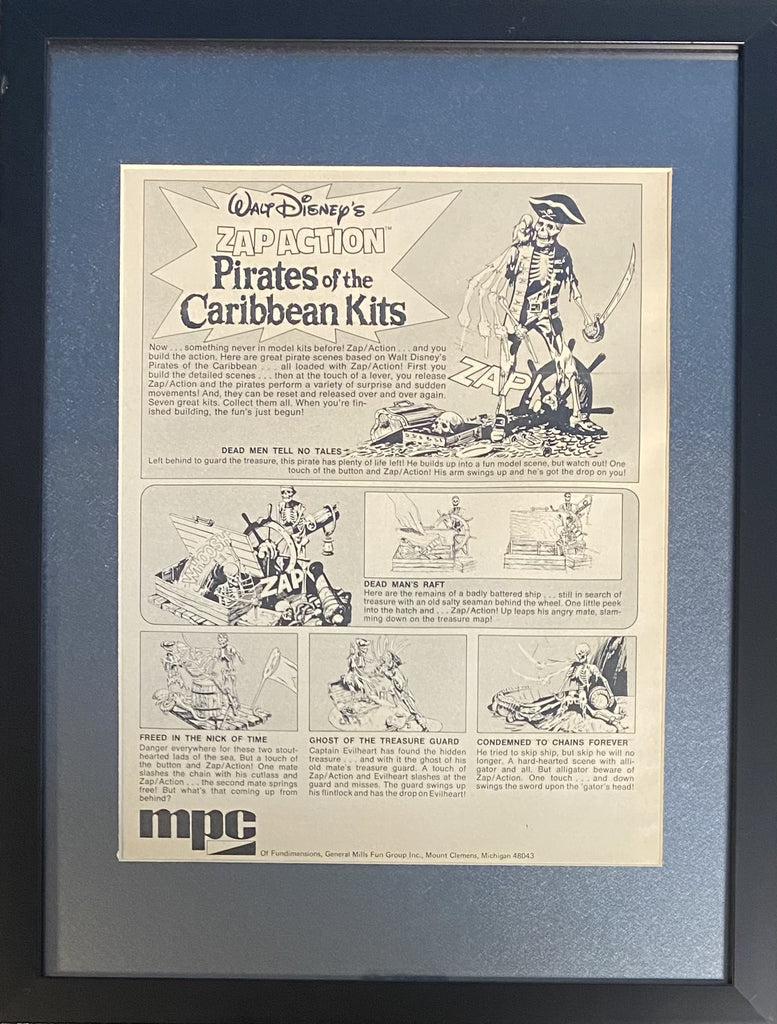 WALT DISNEY'S
ZAP ACTION™
Pirates of the
Caribbean Kits
Now . . . something never in model kits before! Zap/Action . . . and you
build the action. Here are great pirate scenes based on Walt Disney's
Pirates of the Caribbean . . . all loaded with Zap/Action! First you
build the detailed scenes . . . then at the touch of a lever, you release
Zap/Action and the pirates perform a variety of surprise and sudden
movements! And, they can be reset and released over and over again.
Seven great kits. Collect them all. When you're fin-
ished building, the fun's just begun!
ZAP!
DEAD MEN TELL NO TALES
Left behind to guard the treasure, this pirate has plenty of life left! He builds up into a fun model scene, but watch out! One
touch of the button and Zap/Action! His arm swings up and he's got the drop on you!
WHOOSH
ZAP!
DEAD MAN'S RAFT
Here are the remains of a badly battered ship . . . still in search of
treasure with an old salty seaman behind the wheel. One little peek
into the hatch and . . . Zap/Action! Up leaps his angry mate, slam-
ming down on the treasure map!
FREED IN THE NICK OF TIME
Danger everywhere for these two stout-
hearted lads of the sea. But a touch of
the button and Zap/Action! One mate
slashes the chain with his cutlass and
Zap/Action . . . the second mate springs
free! But what's that coming up from
behind?
GHOST OF THE TREASURE GUARD
Captain Evilheart has found the hidden
treasure . . . and with it the ghost of his
old mate's treasure guard. A touch of
Zap/Action and Evilheart slashes at the
guard and misses. The guard swings up
his flintlock and has the drop on Evilheart!
CONDEMNED TO CHAINS FOREVER
He tried to skip ship, but skip he will no
longer. A hard-hearted scene with alli-
gator and all. But alligator beware of
Zap/Action. One touch . . . and down
swings the sword upon the 'gator's head!
mpc
Of Fundimensions, General Mills Fun Group Inc., Mount Clemens, Michigan 48043